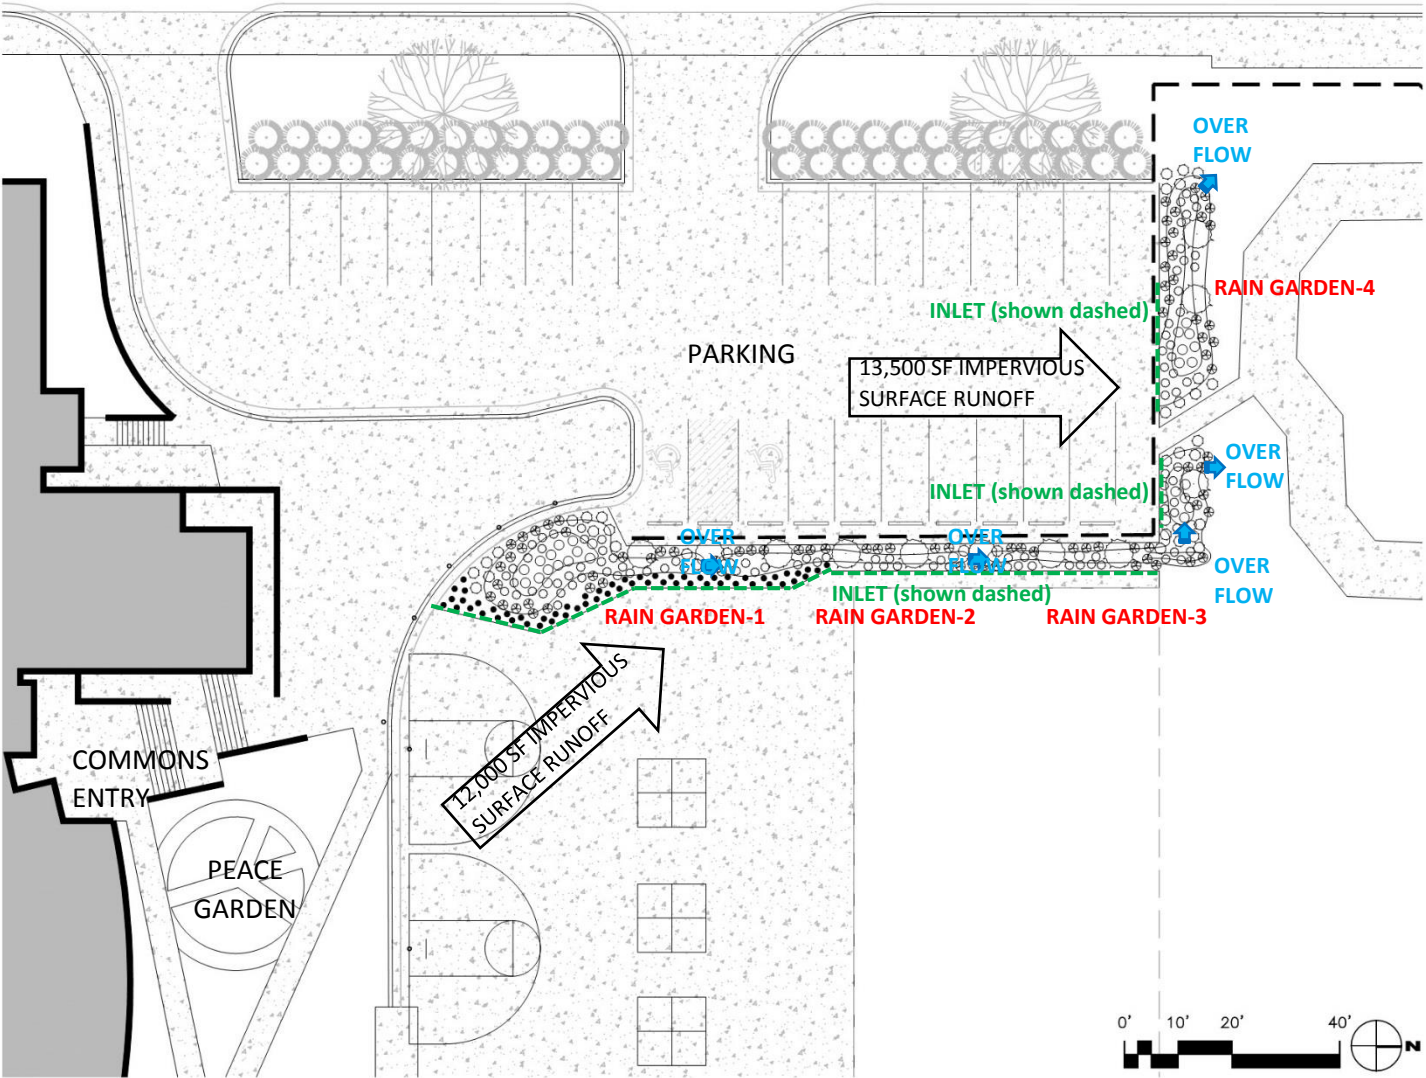 OVER
FLOW
RAIN GARDEN-4
INLET (shown dashed)
PARKING
13,500 SF IMPERVIOUS
SURFACE RUNOFF
OVER
FLOW
INLET (shown dashed)
OVER
FLOW
OVER
FLOW
OVER
FLOW
INLET (shown dashed)
RAIN GARDEN-1
RAIN GARDEN-2
RAIN GARDEN-3
12,000 SF IMPERVIOUS
SURFACE RUNOFF
COMMONS
ENTRY
PEACE
GARDEN
0' 10' 20' 40'
N